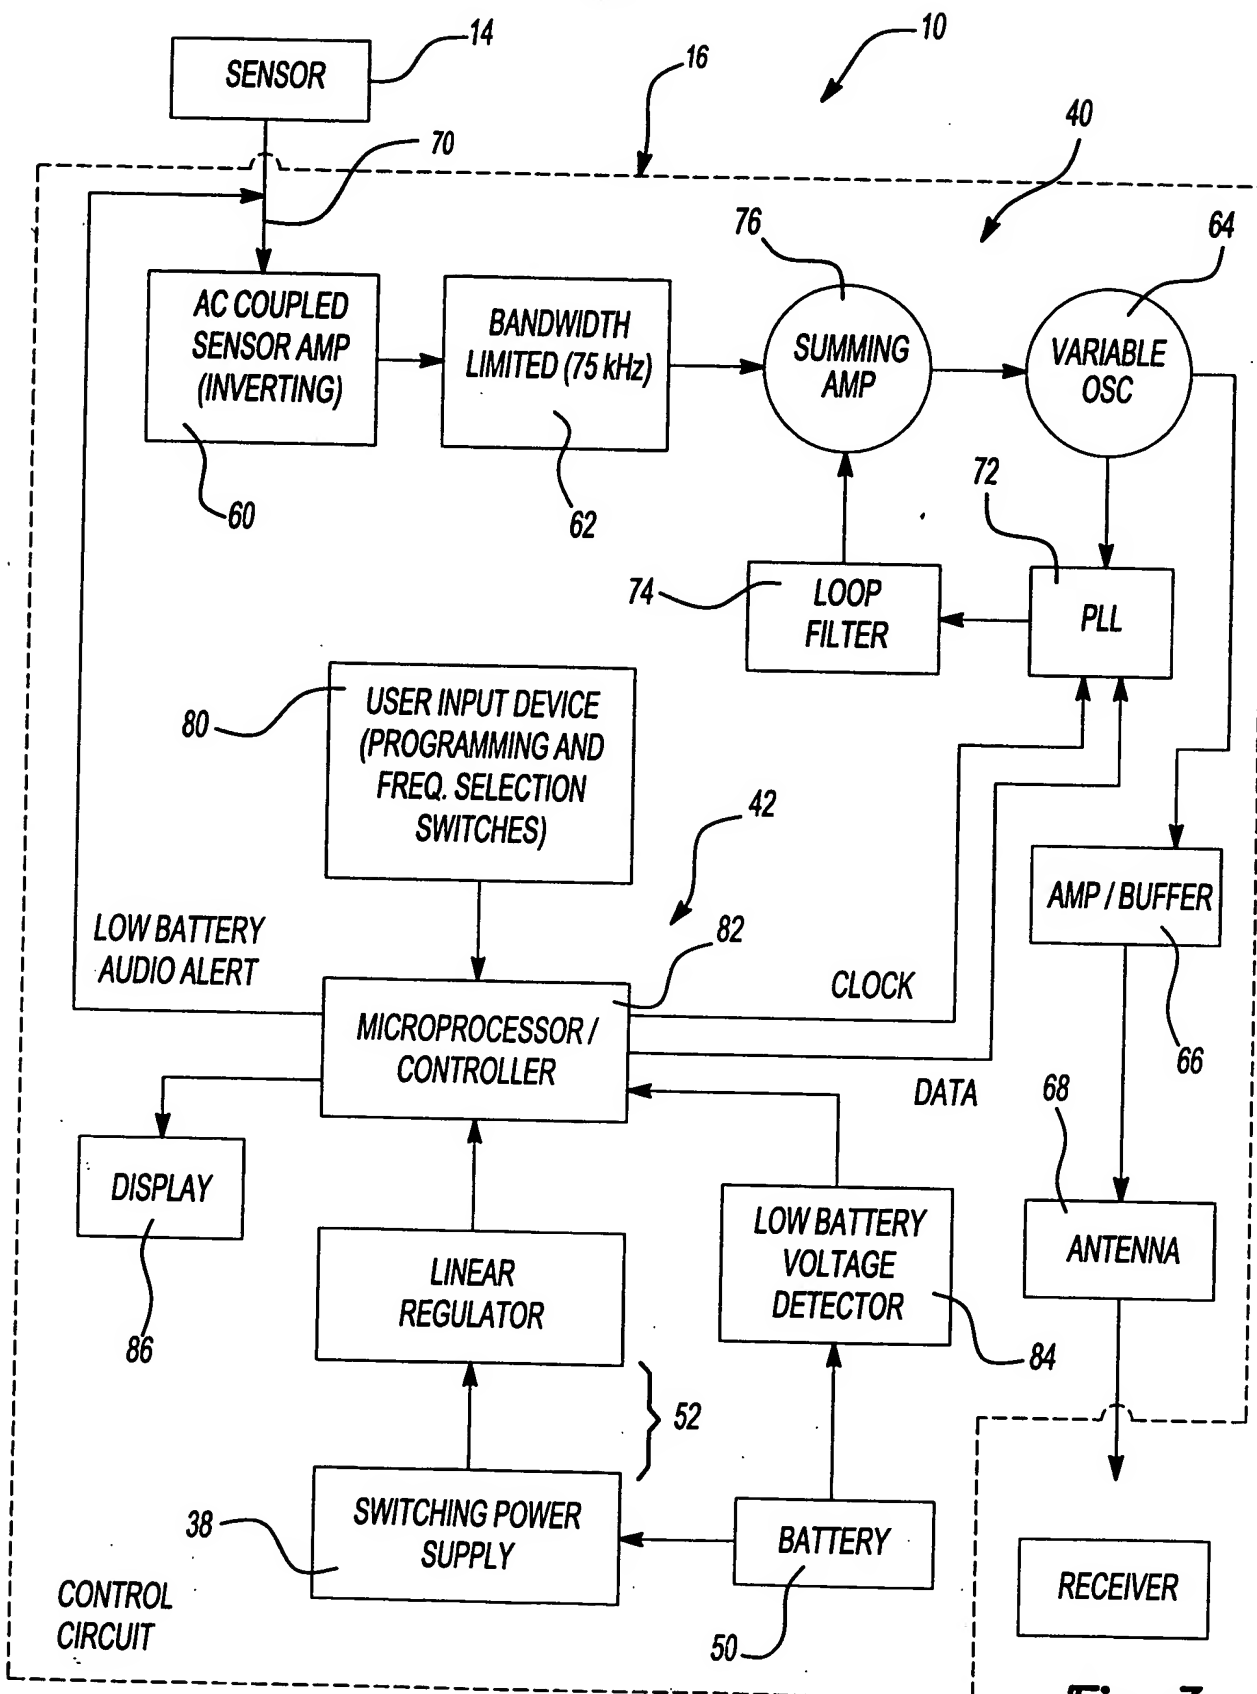 14
SENSOR
10
16
40
70
76
64
AC COUPLED
SENSOR AMP
(INVERTING)
BANDWIDTH
LIMITED (75 kHz)
SUMMING
AMP
VARIABLE
OSC
60
62
72
74
LOOP
FILTER
PLL
80
USER INPUT DEVICE
(PROGRAMMING AND
FREQ. SELECTION
SWITCHES)
42
AMP / BUFFER
LOW BATTERY
AUDIO ALERT
82
CLOCK
MICROPROCESSOR /
CONTROLLER
66
DATA
68
DISPLAY
LINEAR
REGULATOR
LOW BATTERY
VOLTAGE
DETECTOR
ANTENNA
86
84
52
38
SWITCHING POWER
SUPPLY
BATTERY
RECEIVER
CONTROL
CIRCUIT
50